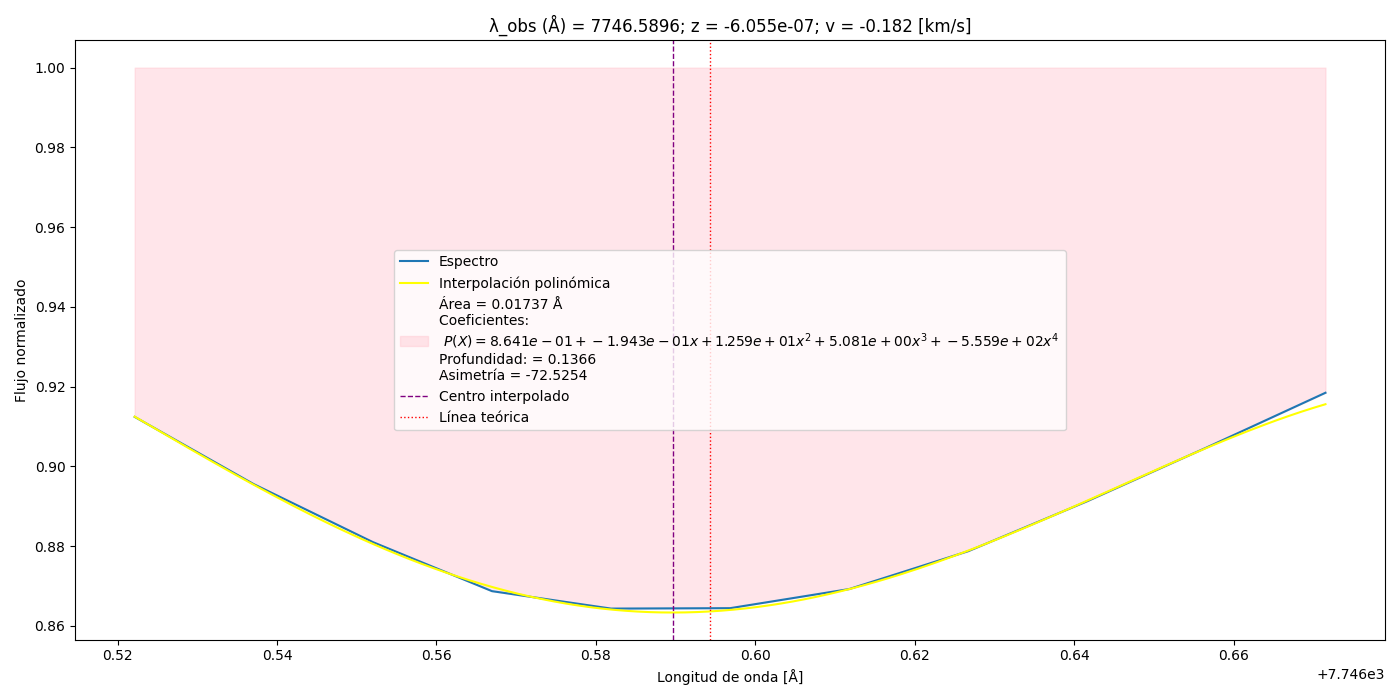 λ_obs (Å) = 7746.5896; z = -6.055e-07; v = -0.182 [km/s]
Flujo normalizado
1.00
0.98
0.96
0.94
0.92
0.90
0.88
0.86
Espectro
Interpolación polinómica
Área = 0.01737 Å
Coeficientes:
P(X) = 8.641e − 01 + −1.943e − 01x + 1.259e + 01x² + 5.081e + 00x³ + −5.559e + 02x⁴
Profundidad: = 0.1366
Asimetría = -72.5254
Centro interpolado
Línea teórica
0.52 0.54 0.56 0.58 0.60 0.62 0.64 0.66
+7.746e3
Longitud de onda [Å]